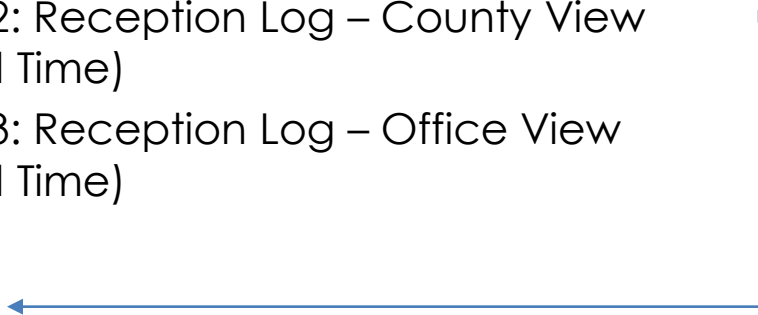 2: Reception Log – County View
l Time)
3: Reception Log – Office View
l Time)